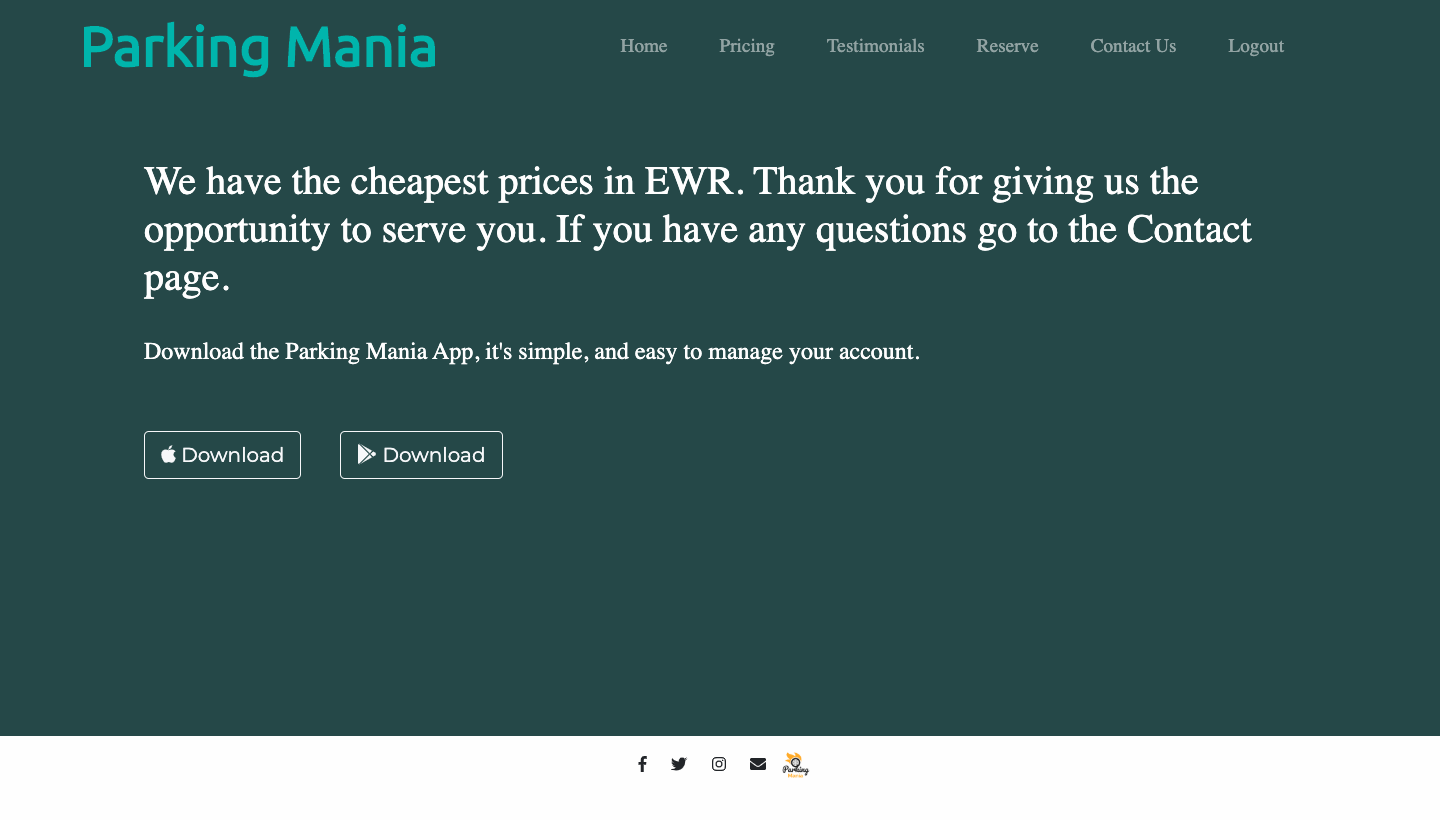 Parking Mania
Home Pricing Testimonials Reserve Contact Us Logout
We have the cheapest prices in EWR. Thank you for giving us the
opportunity to serve you. If you have any questions go to the Contact
page.
Download the Parking Mania App, it's simple, and easy to manage your account.
Download Download
Parking
Mania